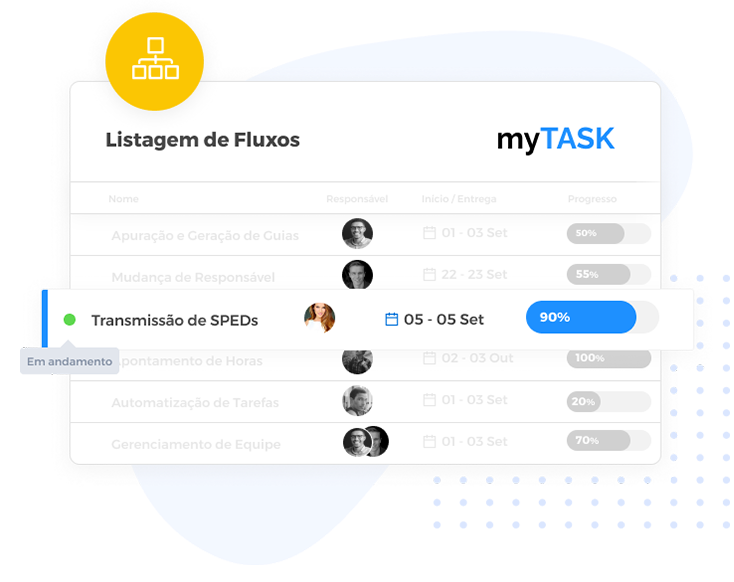 Listagem de Fluxos
myTASK
Nome Responsável Início / Entrega Progresso
Apuração e Geração de Guias 01 - 03 Set 50%
Mudança de Responsável 22 - 23 Set 55%
Transmissão de SPEDs 05 - 05 Set 90%
Em andamento
Apontamento de Horas 02 - 03 Out 100%
Automatização de Tarefas 01 - 03 Set 20%
Gerenciamento de Equipe 01 - 03 Set 70%